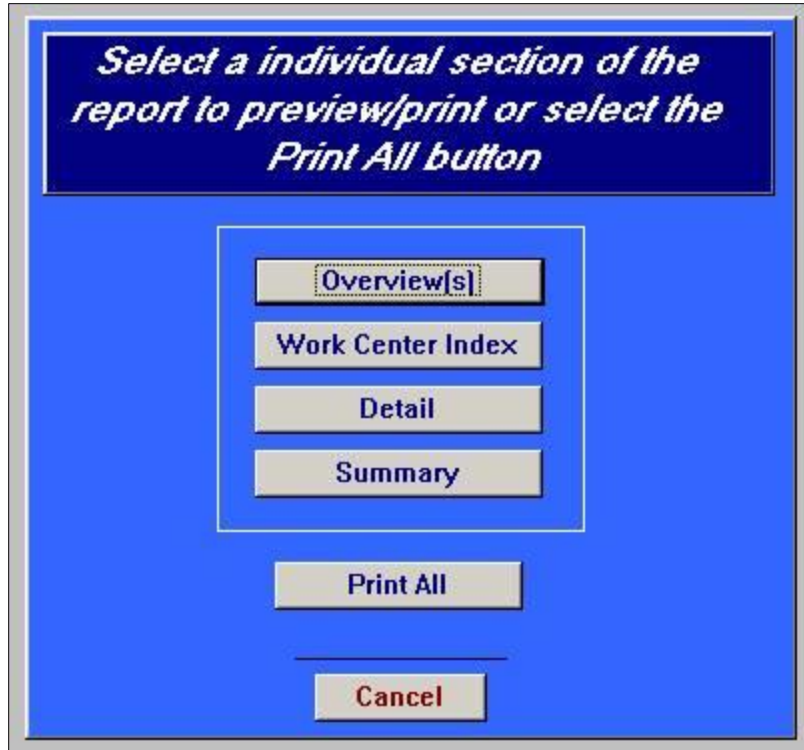 Select a individual section of the
report to preview/print or select the
Print All button
Overview(s)
Work Center Index
Detail
Summary
Print All
Cancel